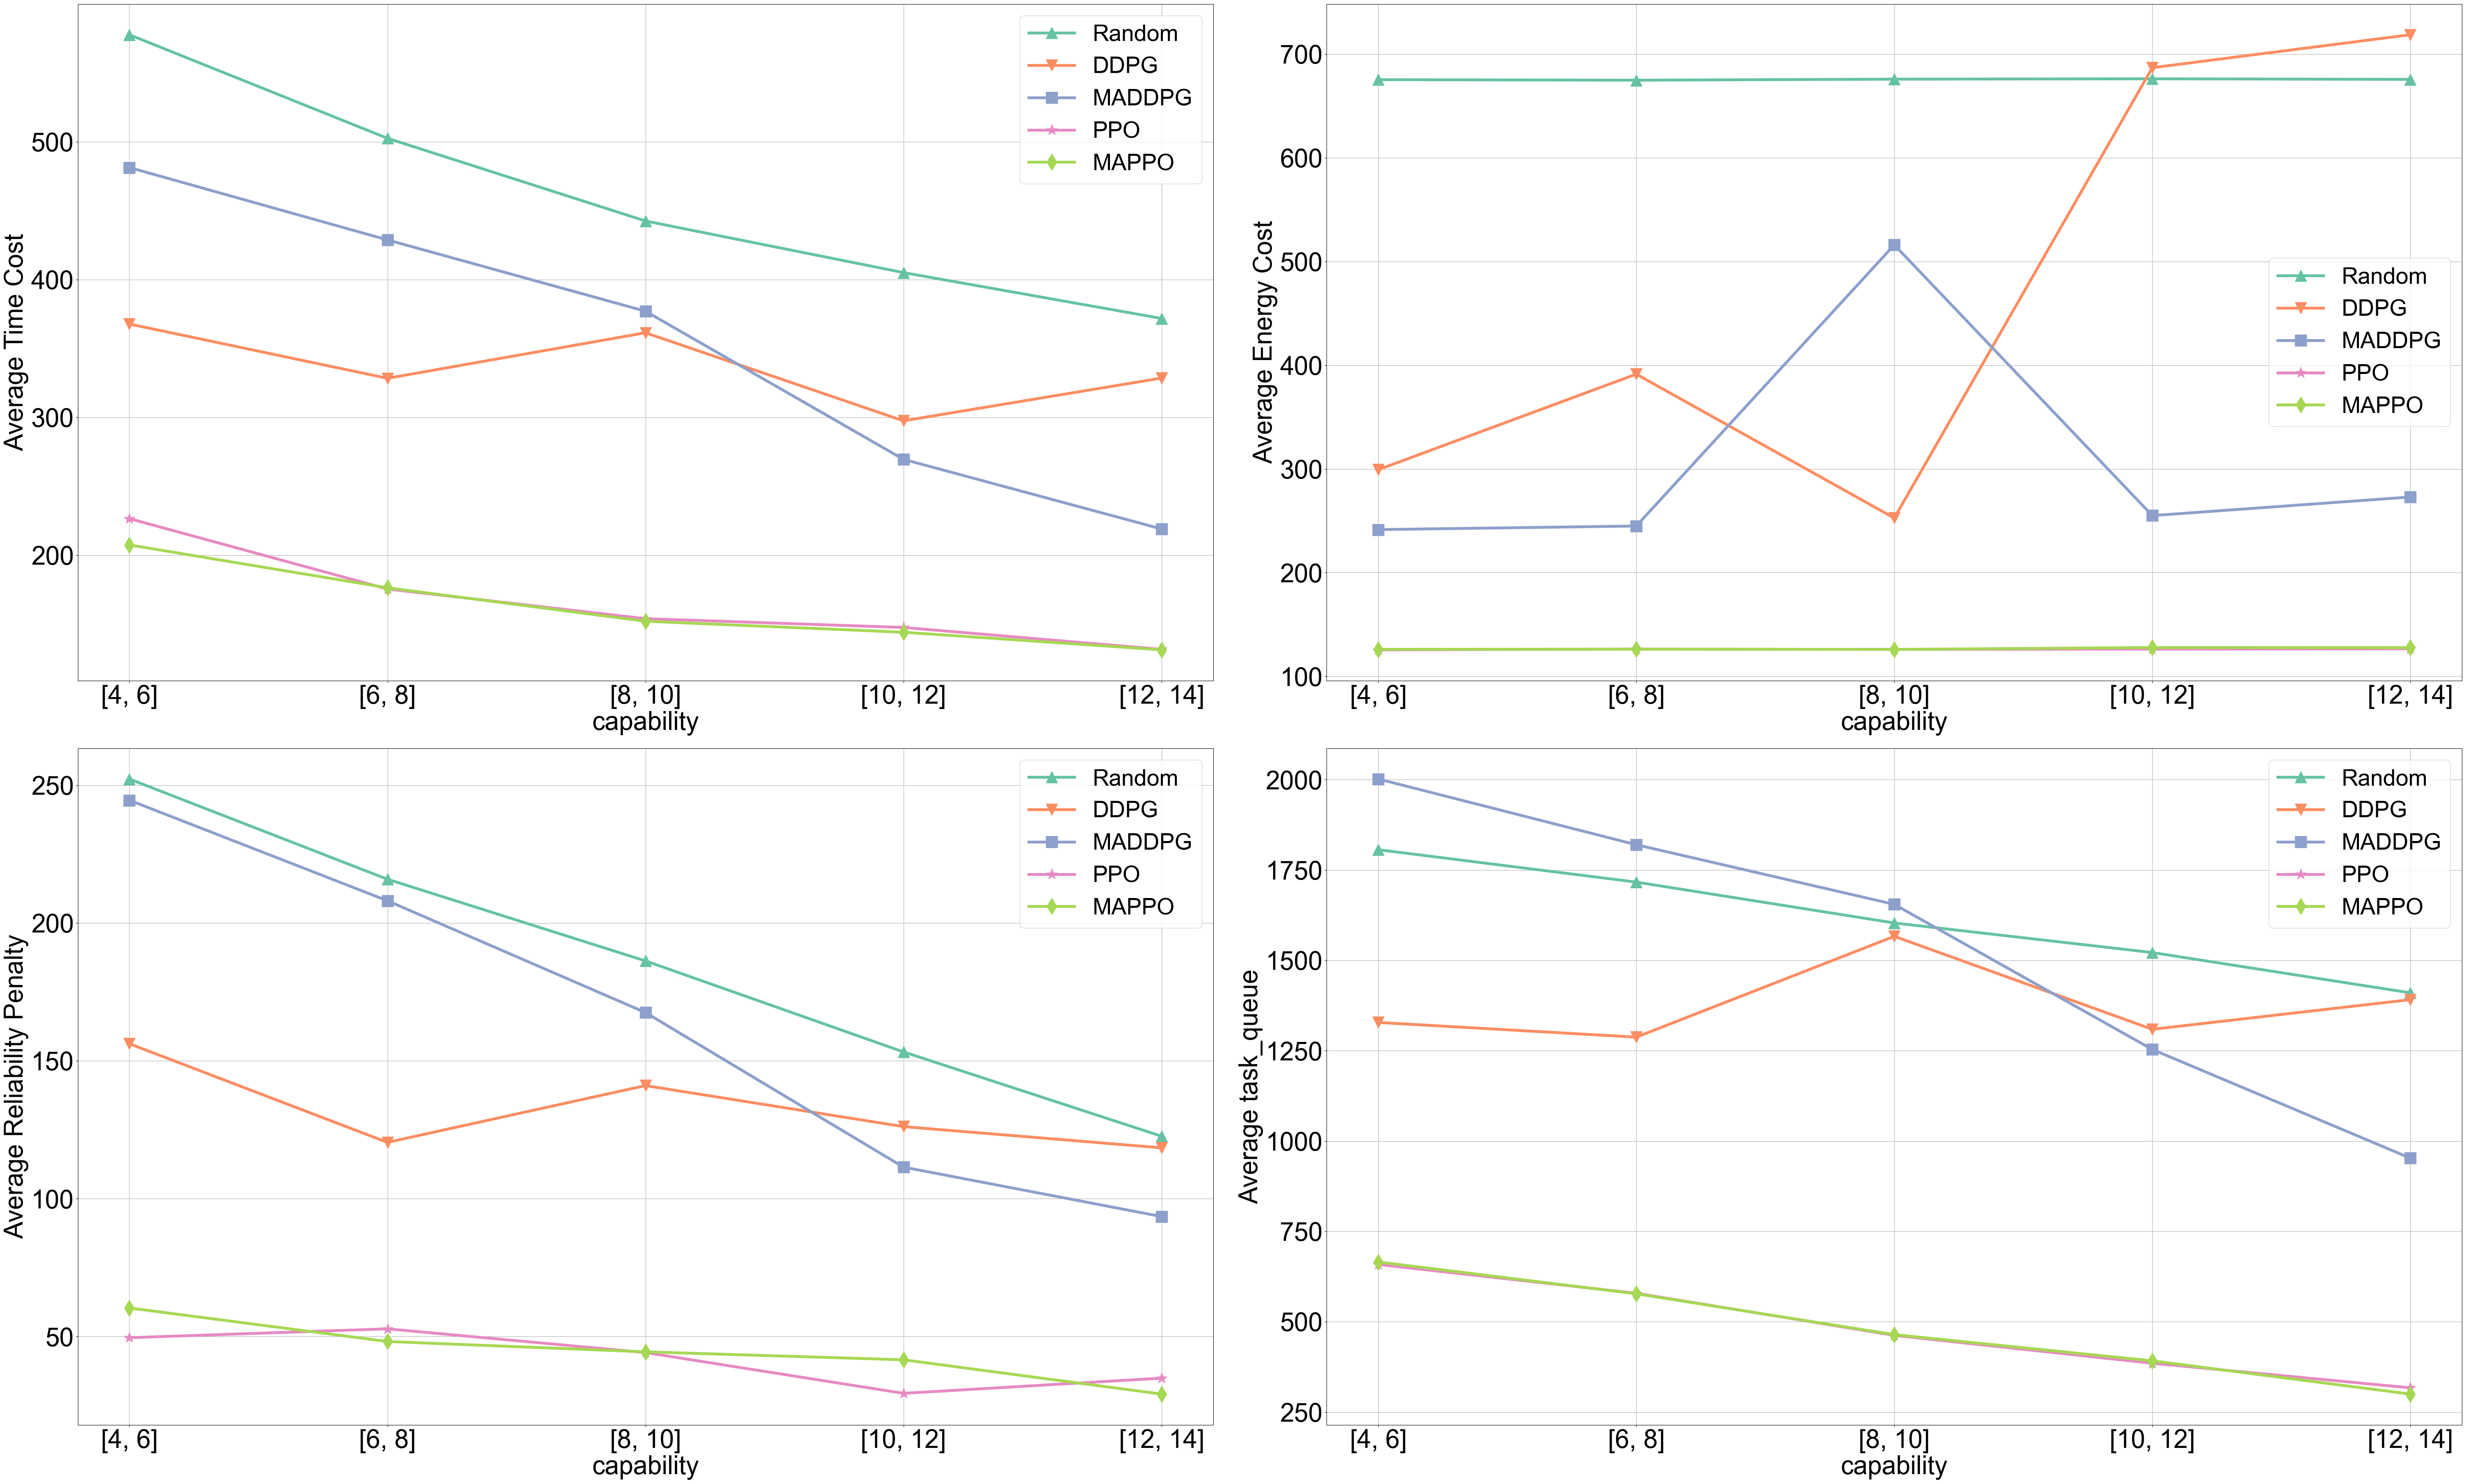 Average Time Cost
500
400
300
200
[4, 6] [6, 8] [8, 10] [10, 12] [12, 14]
capability
Random
DDPG
MADDPG
PPO
MAPPO
Average Energy Cost
700
600
500
400
300
200
100
[4, 6] [6, 8] [8, 10] [10, 12] [12, 14]
capability
Random
DDPG
MADDPG
PPO
MAPPO
Average Reliability Penalty
250
200
150
100
50
[4, 6] [6, 8] [8, 10] [10, 12] [12, 14]
capability
Random
DDPG
MADDPG
PPO
MAPPO
Average task_queue
2000
1750
1500
1250
1000
750
500
250
[4, 6] [6, 8] [8, 10] [10, 12] [12, 14]
capability
Random
DDPG
MADDPG
PPO
MAPPO